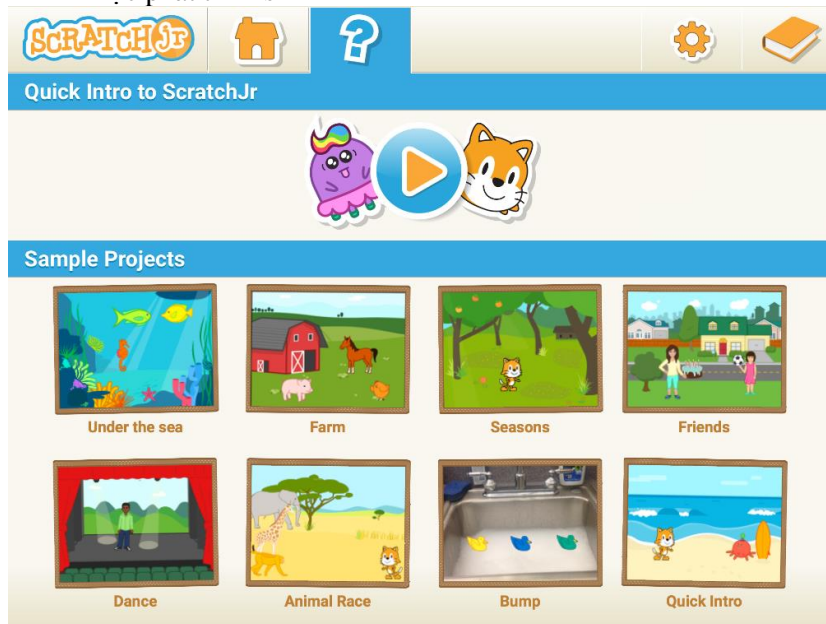 SCRATCHJr
Quick Intro to ScratchJr
Sample Projects
Under the sea
Farm
Seasons
Friends
Dance
Animal Race
Bump
Quick Intro